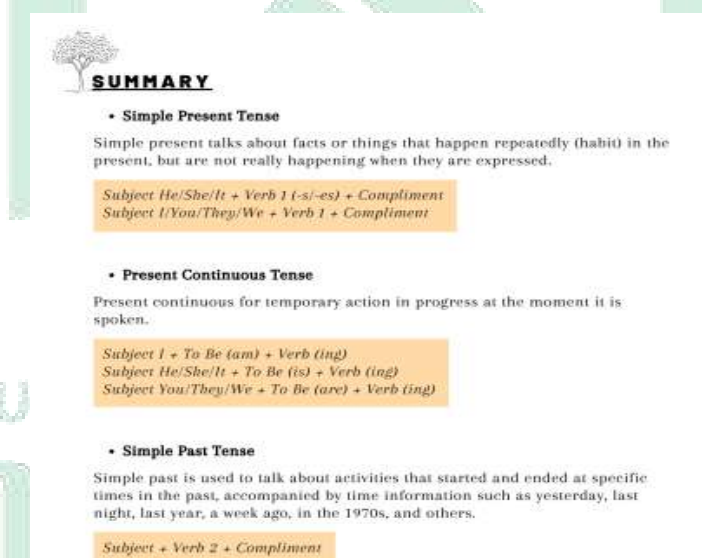 SUMMARY
• Simple Present Tense
Simple present talks about facts or things that happen repeatedly (habit) in the
present, but are not really happening when they are expressed.
Subject He/She/It + Verb 1 (-s/-es) + Compliment
Subject I/You/They/We + Verb 1 + Compliment
• Present Continuous Tense
Present continuous for temporary action in progress at the moment it is
spoken.
Subject I + To Be (am) + Verb (ing)
Subject He/She/It + To Be (is) + Verb (ing)
Subject You/They/We + To Be (are) + Verb (ing)
• Simple Past Tense
Simple past is used to talk about activities that started and ended at specific
times in the past, accompanied by time information such as yesterday, last
night, last year, a week ago, in the 1970s, and others.
Subject + Verb 2 + Compliment